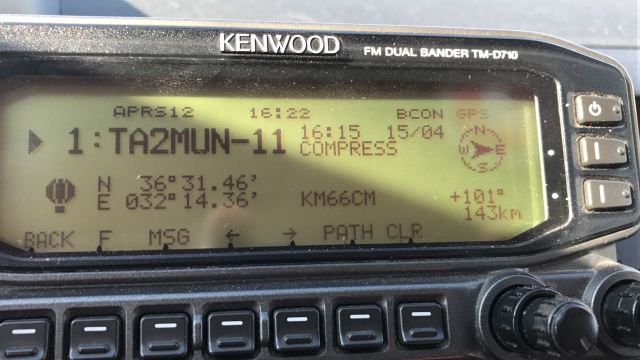 KENWOOD FM DUAL BANDER TM-D710
APRS12 16:22 BCON GPS
1:TA2MUN-11 16:15 15/04
COMPRESS
N W E S
N 36°31.46'
E 032°14.36' KM66CM +101°
143km
BACK F MSG ← → PATH CLR